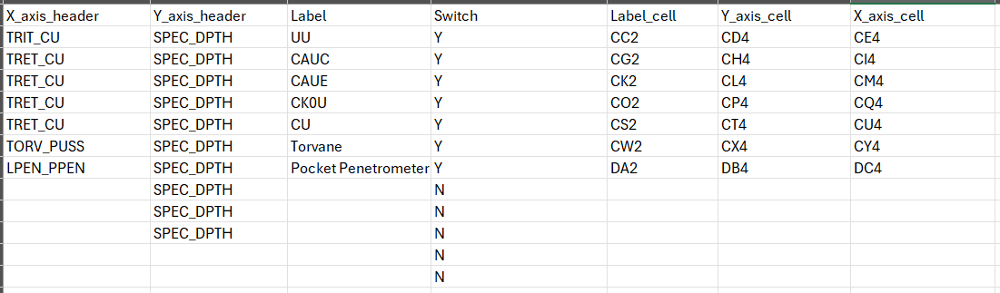 X_axis_header Y_axis_header Label Switch Label_cell Y_axis_cell X_axis_cell
TRIT_CU SPEC_DPTH UU Y CC2 CD4 CE4
TRET_CU SPEC_DPTH CAUC Y CG2 CH4 CI4
TRET_CU SPEC_DPTH CAUE Y CK2 CL4 CM4
TRET_CU SPEC_DPTH CK0U Y CO2 CP4 CQ4
TRET_CU SPEC_DPTH CU Y CS2 CT4 CU4
TORV_PUSS SPEC_DPTH Torvane Y CW2 CX4 CY4
LPEN_PPEN SPEC_DPTH Pocket Penetrometer Y DA2 DB4 DC4
SPEC_DPTH N
SPEC_DPTH N
SPEC_DPTH N
N
N